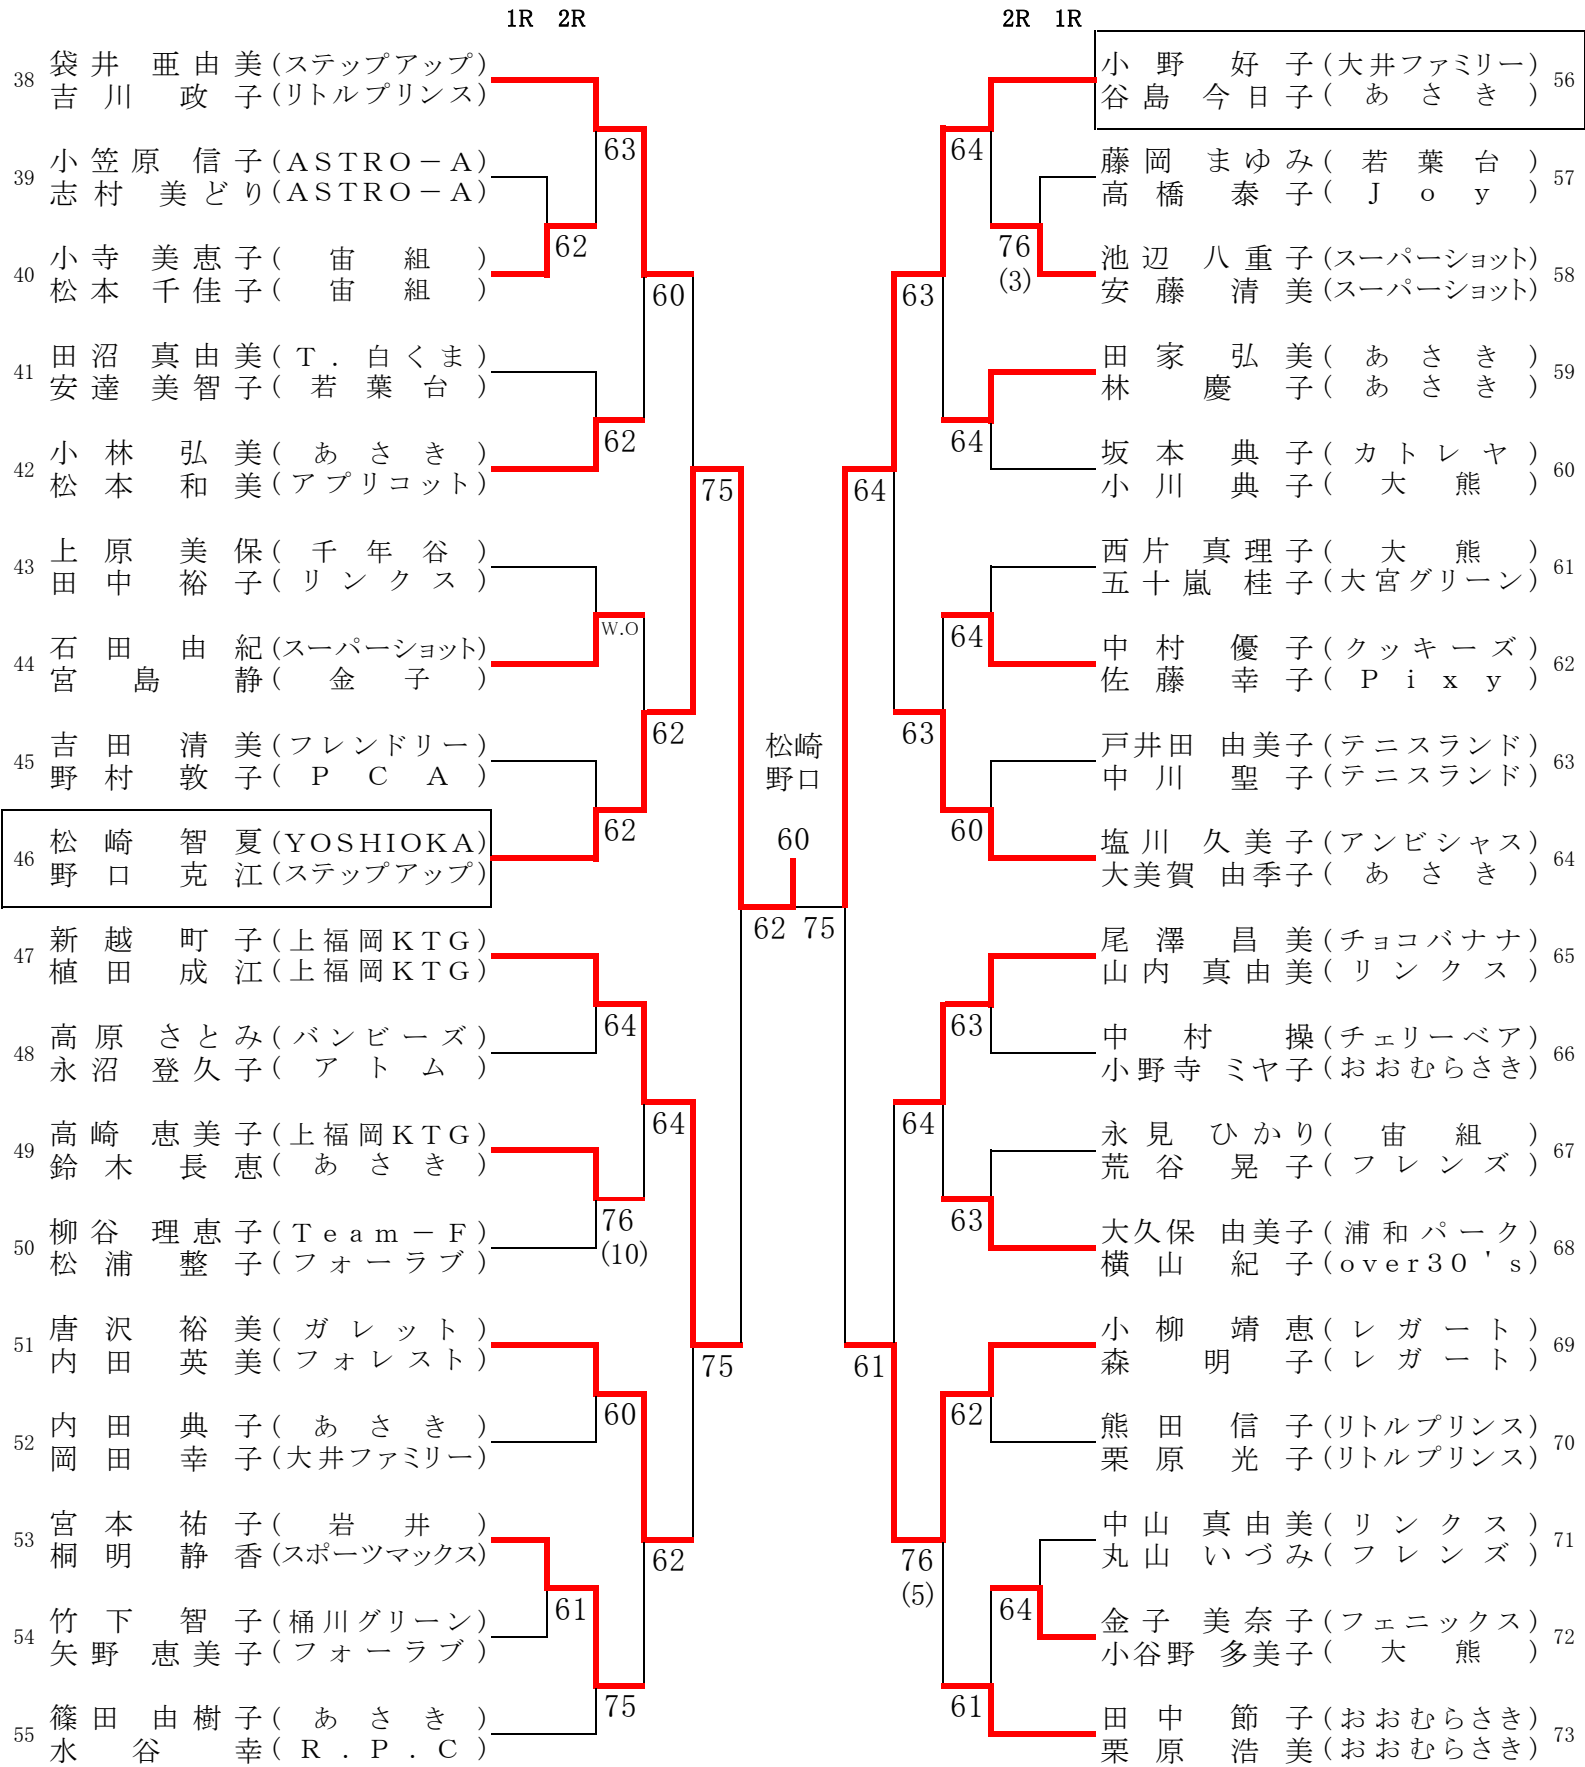 1R 2R
38 袋井 亜由美(ステップアップ)
吉川 政子(リトルプリンス)
39 小笠原 信子(ASTRO－A)
志村 美どり(ASTRO－A)
40 小寺 美恵子(宙組)
松本 千佳子(宙組)
41 田沼 真由美(T.白くま)
安達 美智子(若葉台)
42 小林 弘美(あさき)
松本 和美(アプリコット)
43 上原 美保(千年谷)
田中 裕子(リンクス)
44 石田 由紀(スーパーショット)
宮島 静(金子)
45 吉田 清美(フレンドリー)
野村 敦子(PCA)
46 松崎 智夏(YOSHIOKA)
野口 克江(ステップアップ)
47 新越 町子(上福岡KTG)
植田 成江(上福岡KTG)
48 高原 さとみ(バンビーズ)
永沼 登久子(アトム)
49 高崎 恵美子(上福岡KTG)
鈴木 長恵(あさき)
50 柳谷 理恵子(Team－F)
松浦 整子(フォーラブ)
51 唐沢 裕美(ガレット)
内田 英美(フォレスト)
52 内田 典子(あさき)
岡田 幸子(大井ファミリー)
53 宮本 祐子(岩井)
桐明 静香(スポーツマックス)
54 竹下 智子(桶川グリーン)
矢野 恵美子(フォーラブ)
55 篠田 由樹子(あさき)
水谷 幸(R.P.C)
63
62
60
62
75
W.O
62
62
64
64
76
(10)
75
60
62
61
75
松崎
野口
60
62 75
2R 1R
小野 好子(大井ファミリー) 56
谷島 今日子(あさき)
藤岡 まゆみ(若葉台) 57
高橋 泰子(Joy)
池辺 八重子(スーパーショット) 58
安藤 清美(スーパーショット)
田家 弘美(あさき) 59
林 慶子(あさき)
坂本 典子(カトレヤ) 60
小川 典子(大熊)
西片 真理子(大熊) 61
五十嵐 桂子(大宮グリーン)
中村 優子(クッキーズ) 62
佐藤 幸子(Pixy)
戸井田 由美子(テニスランド) 63
中川 聖子(テニスランド)
塩川 久美子(アンビシャス) 64
大美賀 由季子(あさき)
尾澤 昌美(チョコバナナ) 65
山内 真由美(リンクス)
中村 操(チェリーベア) 66
小野寺 ミヤ子(おおむらさき)
永見 ひかり(宙組) 67
荒谷 晃子(フレンズ)
大久保 由美子(浦和パーク) 68
横山 紀子(over30's)
小柳 靖恵(レガート) 69
森 明子(レガート)
熊田 信子(リトルプリンス) 70
栗原 光子(リトルプリンス)
中山 真由美(リンクス) 71
丸山 いづみ(フレンズ)
金子 美奈子(フェニックス) 72
小谷野 多美子(大熊)
田中 節子(おおむらさき) 73
栗原 浩美(おおむらさき)
64
76
(3)
63
64
64
64
63
60
63
64
63
61
62
76
(5)
64
61